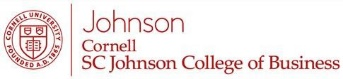 CORNELL UNIVERSITY
FOUNDED A.D. 1865
Johnson
Cornell
SC Johnson College of Business